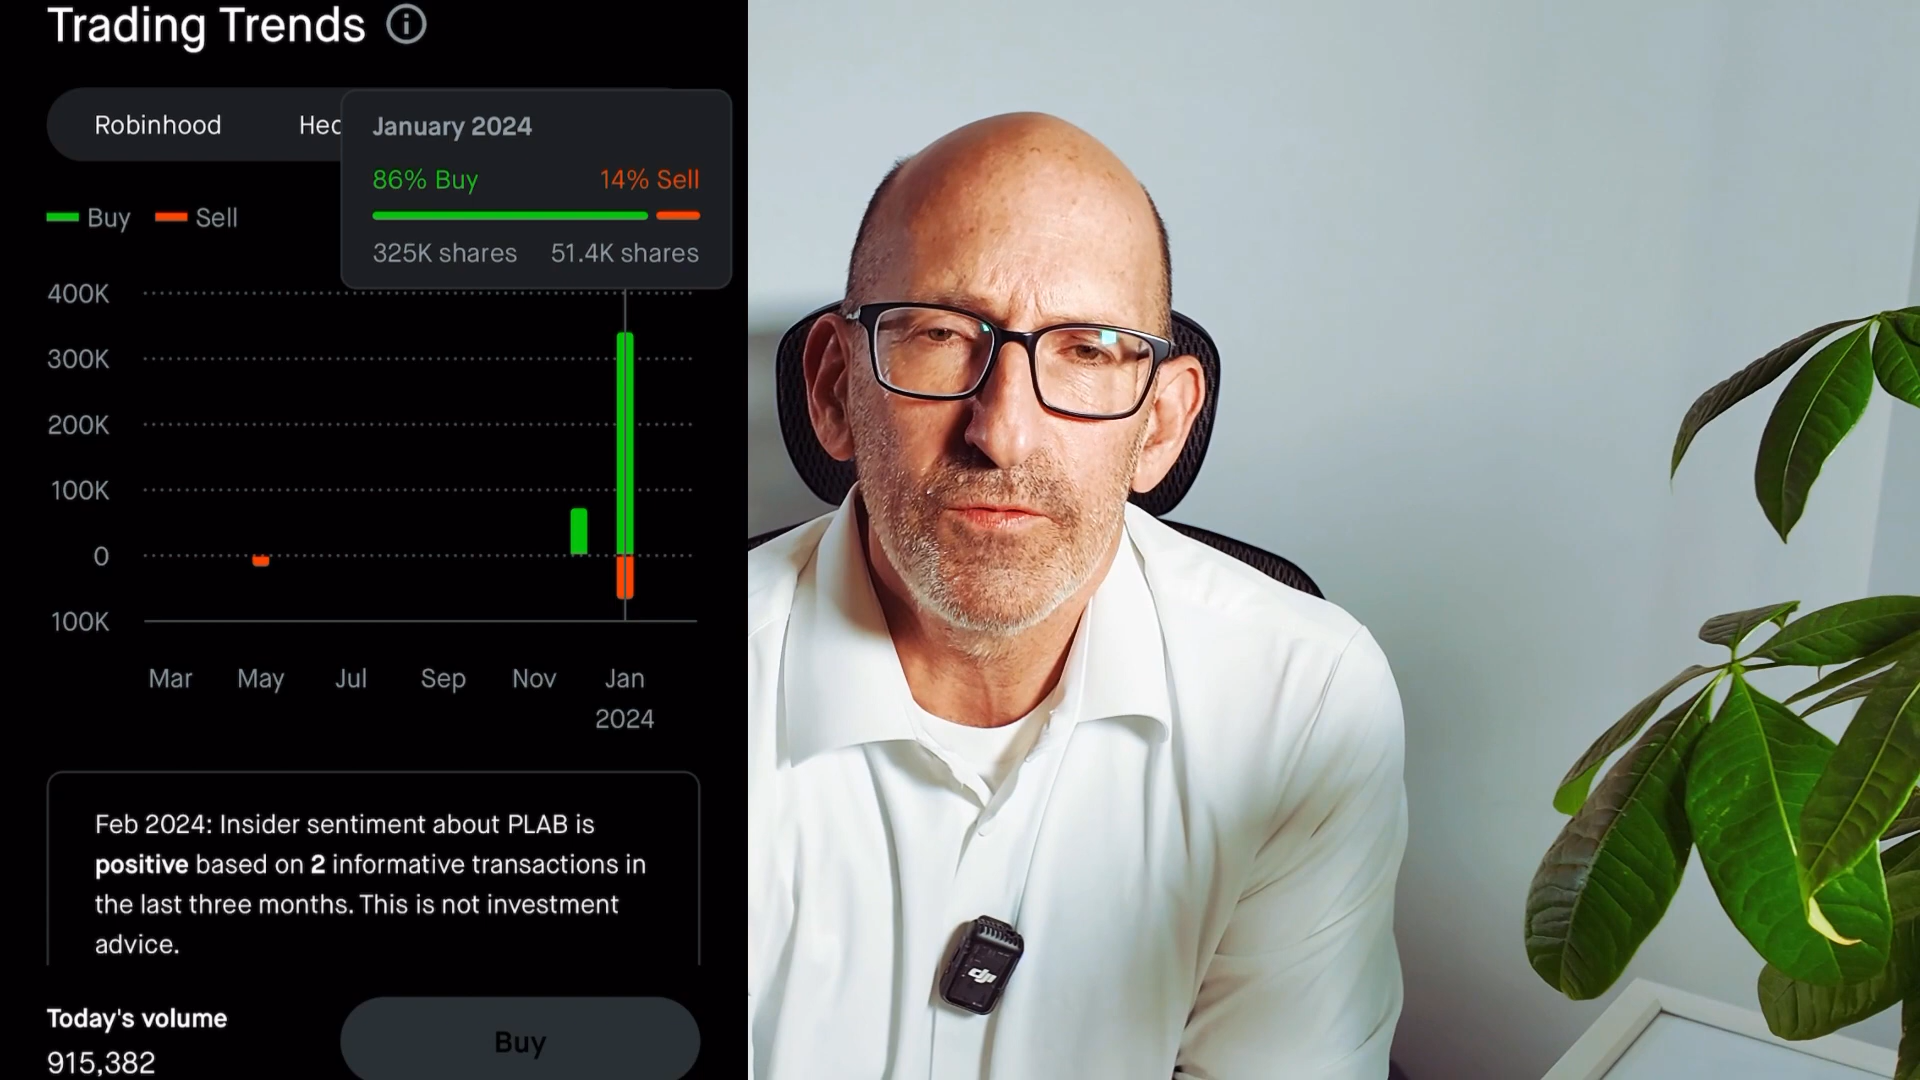 Trading Trends
Robinhood
January 2024
86% Buy 14% Sell
325K shares 51.4K shares
Buy Sell
400K
300K
200K
100K
0
100K
Mar May Jul Sep Nov Jan
2024
Feb 2024: Insider sentiment about PLAB is
positive based on 2 informative transactions in
the last three months. This is not investment
advice.
Today's volume
915,382
Buy
dji